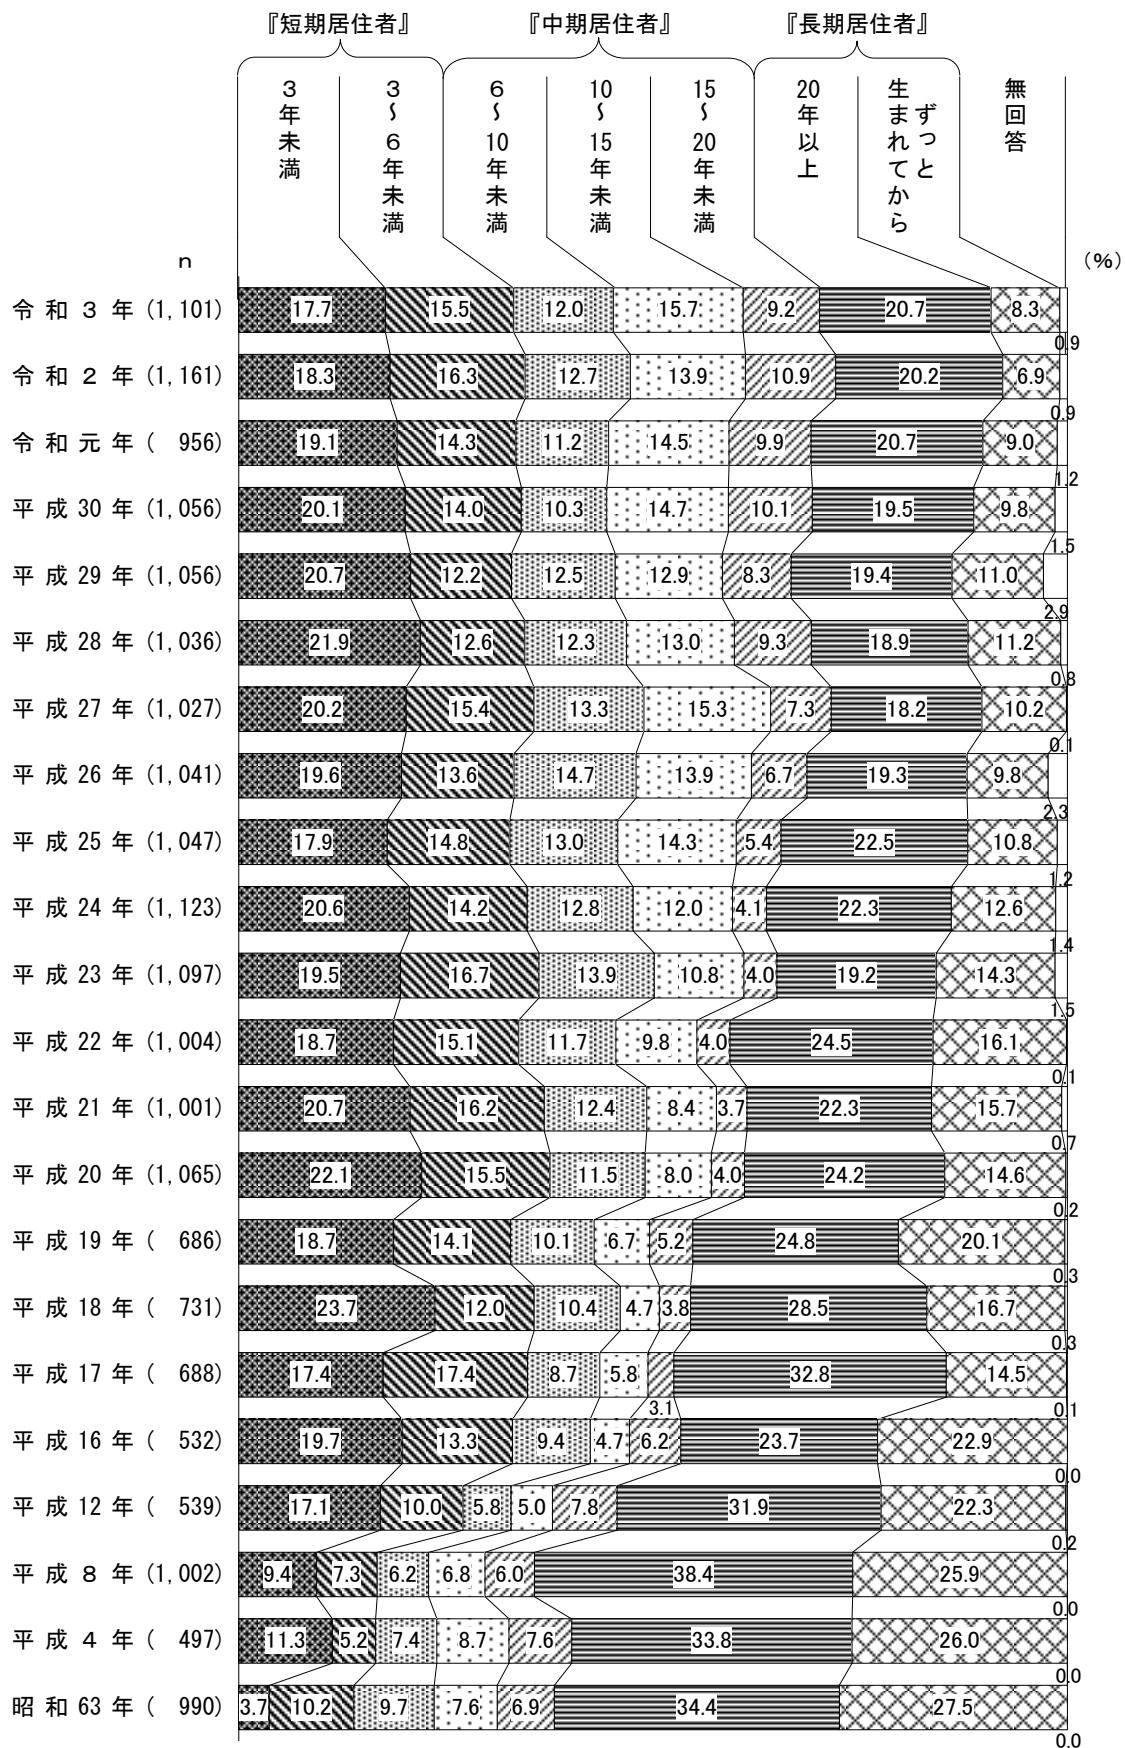 『短期居住者』 『中期居住者』 『長期居住者』
3年未満 3～6年未満 6～10年未満 10～15年未満 15～20年未満 20年以上 生まれてからずっと 無回答
n (%)
令和3年(1,101) 17.7 15.5 12.0 15.7 9.2 20.7 8.3
0.9
令和2年(1,161) 18.3 16.3 12.7 13.9 10.9 20.2 6.9
0.9
令和元年( 956) 19.1 14.3 11.2 14.5 9.9 20.7 9.0
1.2
平成30年(1,056) 20.1 14.0 10.3 14.7 10.1 19.5 9.8
1.5
平成29年(1,056) 20.7 12.2 12.5 12.9 8.3 19.4 11.0
2.9
平成28年(1,036) 21.9 12.6 12.3 13.0 9.3 18.9 11.2
0.8
平成27年(1,027) 20.2 15.4 13.3 15.3 7.3 18.2 10.2
0.1
平成26年(1,041) 19.6 13.6 14.7 13.9 6.7 19.3 9.8
2.3
平成25年(1,047) 17.9 14.8 13.0 14.3 5.4 22.5 10.8
1.2
平成24年(1,123) 20.6 14.2 12.8 12.0 4.1 22.3 12.6
1.4
平成23年(1,097) 19.5 16.7 13.9 10.8 4.0 19.2 14.3
1.5
平成22年(1,004) 18.7 15.1 11.7 9.8 4.0 24.5 16.1
0.1
平成21年(1,001) 20.7 16.2 12.4 8.4 3.7 22.3 15.7
0.7
平成20年(1,065) 22.1 15.5 11.5 8.0 4.0 24.2 14.6
0.2
平成19年( 686) 18.7 14.1 10.1 6.7 5.2 24.8 20.1
0.3
平成18年( 731) 23.7 12.0 10.4 4.7 3.8 28.5 16.7
0.3
平成17年( 688) 17.4 17.4 8.7 5.8 32.8 14.5
3.1 0.1
平成16年( 532) 19.7 13.3 9.4 4.7 6.2 23.7 22.9
0.0
平成12年( 539) 17.1 10.0 5.8 5.0 7.8 31.9 22.3
0.2
平成8年(1,002) 9.4 7.3 6.2 6.8 6.0 38.4 25.9
0.0
平成4年( 497) 11.3 5.2 7.4 8.7 7.6 33.8 26.0
0.0
昭和63年( 990) 3.7 10.2 9.7 7.6 6.9 34.4 27.5
0.0